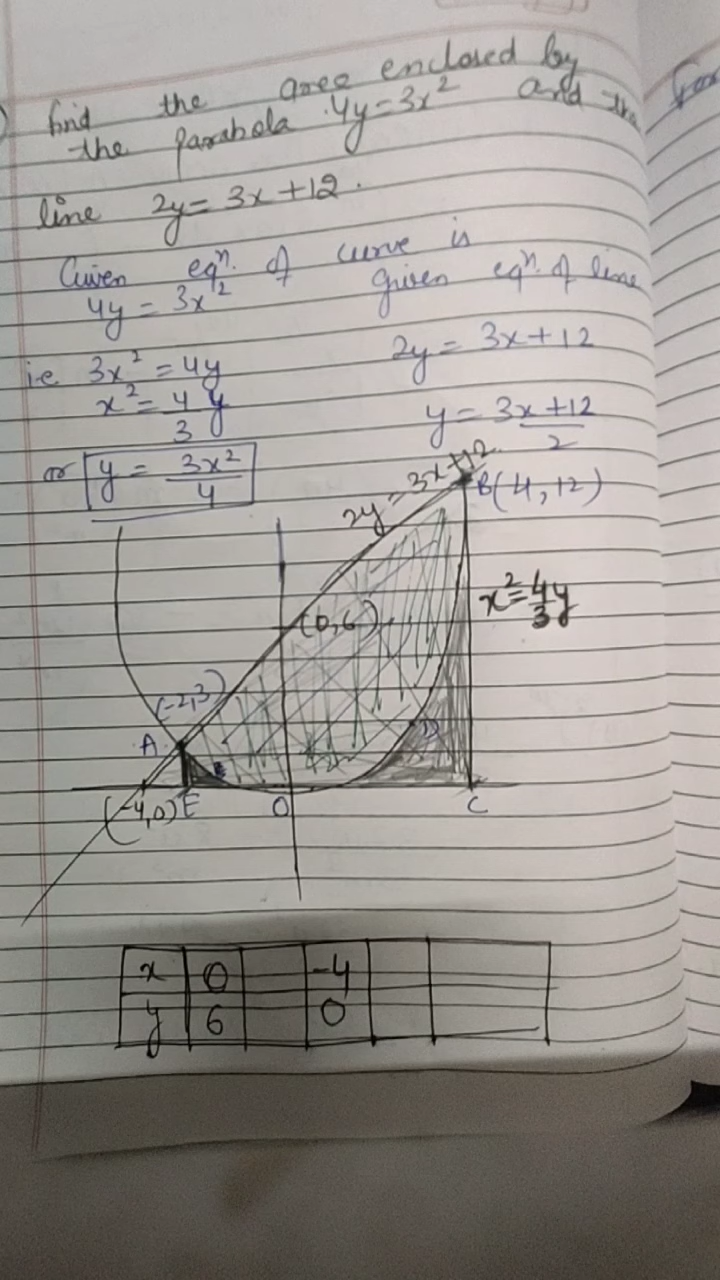 find the area enclosed by
the parabola 4y=3x² and the
line 2y= 3x+12.
Given eqⁿ. of curve is
4y = 3x²
given eqⁿ. of line
2y= 3x+12
i.e 3x² = 4y
x² = 4/3 y
y = 3x+12/2
or y = 3x²/4
2y = 3x+12
B(4,12)
x²=4/3y
(0,6)
(-2,3)
A
D
(-4,0) E O C
x 0 -4
y 6 0